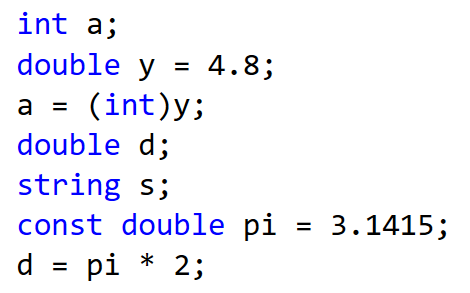 int a;
double y = 4.8;
a = (int)y;
double d;
string s;
const double pi = 3.1415;
d = pi * 2;